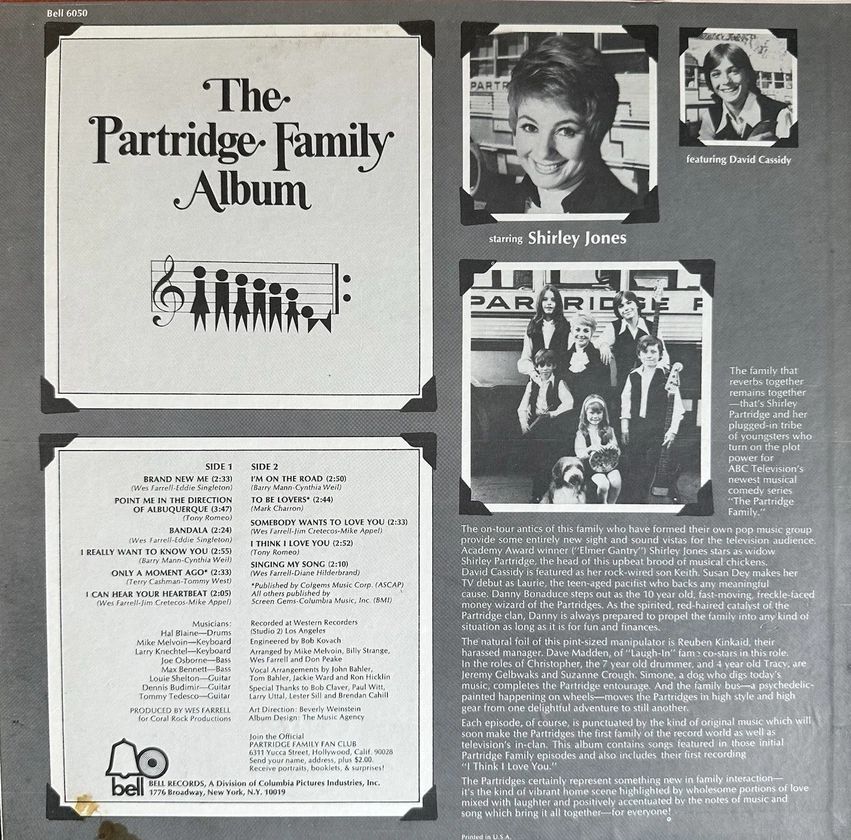 Bell 6050
The
Partridge Family
Album
PARTR
starring Shirley Jones
featuring David Cassidy
PARTRIDGE F
The family that
reverbs together
remains together
—that's Shirley
Partridge and her
plugged-in tribe
of youngsters who
turn on the plot
power for
ABC Television's
newest musical
comedy series
"The Partridge
Family."
The on-tour antics of this family who have formed their own pop music group
provide some entirely new sight and sound vistas for the television audience.
Academy Award winner ("Elmer Gantry") Shirley Jones stars as widow
Shirley Partridge, the head of this upbeat brood of musical chickens.
David Cassidy is featured as her rock-wired son Keith. Susan Dey makes her
TV debut as Laurie, the teen-aged pianist who backs any meaningful
cause. Danny Bonaduce steps out as the 10 year old, fast-moving, freckle-faced
money wizard of the Partridges. As the spirited, red-haired catalyst of the
Partridge clan, Danny is always prepared to propel the family into any kind of
situation as long as it is for fun and finances.
The natural foil of this pint-sized manipulator is Reuben Kinkaid, their
harassed manager. Dave Madden, of "Laugh-In" fame co-stars in this role.
In the roles of Christopher, the 7 year old drummer, and 4 year old Tracy, are
Jeremy Gelbwaks and Suzanne Crough. Simone, a dog who digs today's
music, completes the Partridge entourage. And the family bus—a psychedelic-
painted happening on wheels—moves the Partridges in high style and high
gear from one delightful adventure to still another.
Each episode, of course, is punctuated by the kind of original music which will
soon make the Partridges the first family of the record world as well as
television's in-clan. This album contains songs featured in those initial
Partridge Family episodes and also includes their first recording
"I Think I Love You."
The Partridges certainly represent something new in family interaction—
it's the kind of vibrant home scene highlighted by wholesome portions of love
mixed with laughter and positively accentuated by the notes of music and
song which bring it all together—for everyone!
SIDE 1
BRAND NEW ME (2:33)
(Wes Farrell-Eddie Singleton)
POINT ME IN THE DIRECTION
OF ALBUQUERQUE (3:47)
(Tony Romeo)
BANDALA (2:24)
(Wes Farrell-Eddie Singleton)
I REALLY WANT TO KNOW YOU (2:55)
(Barry Mann-Cynthia Weil)
ONLY A MOMENT AGO* (2:33)
(Terry Cashman-Tommy West)
I CAN HEAR YOUR HEARTBEAT (2:05)
(Wes Farrell-Jim Cretecos-Mike Appel)
SIDE 2
I'M ON THE ROAD (2:50)
(Barry Mann-Cynthia Weil)
TO BE LOVERS* (2:44)
(Mark Charron)
SOMEBODY WANTS TO LOVE YOU (2:33)
(Wes Farrell-Jim Cretecos-Mike Appel)
I THINK I LOVE YOU (2:52)
(Tony Romeo)
SINGING MY SONG (2:10)
(Wes Farrell-Diane Hilderbrand)
*Published by Colgems Music Corp. (ASCAP)
All others published by
Screen Gems-Columbia Music, Inc. (BMI)
Musicians:
Hal Blaine—Drums
Mike Melvoin—Keyboard
Larry Knechtel—Keyboard
Joe Osborne—Bass
Max Bennett—Bass
Louie Shelton—Guitar
Dennis Budimir—Guitar
Tommy Tedesco—Guitar
PRODUCED BY WES FARRELL
for Coral Rock Productions
Recorded at Western Recorders
(Studio 2) Los Angeles
Engineered by Bob Kovach
Arranged by Mike Melvoin, Billy Strange,
Wes Farrell and Don Peake
Vocal Arrangements by John Bahler,
Tom Bahler, Jackie Ward and Ron Hicklin
Special Thanks to Bob Claver, Paul Witt,
Larry Uttal, Lester Sill and Brendan Cahill
Art Direction: Beverly Weinstein
Album Design: The Music Agency
Join the Official
PARTRIDGE FAMILY FAN CLUB
6311 Yucca Street, Hollywood, Calif. 90028
Send your name, address, plus $2.00.
Receive portraits, booklets, & surprises!
bell
BELL RECORDS, A Division of Columbia Pictures Industries, Inc.
1776 Broadway, New York, N.Y. 10019
Printed in U.S.A.